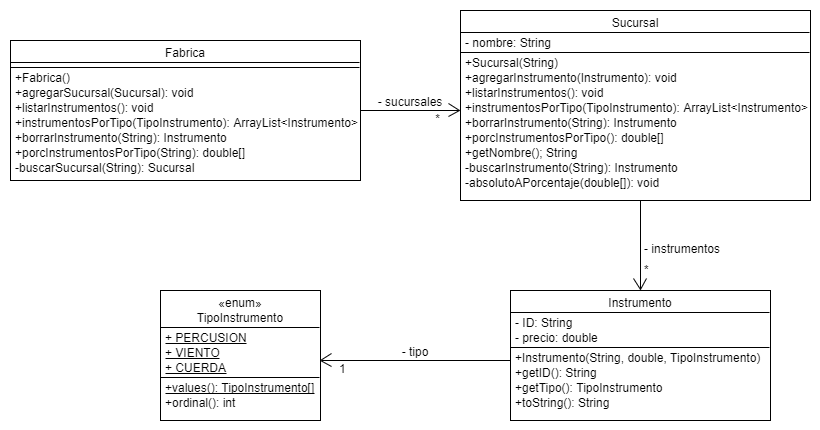 Fabrica
+Fabrica()
+agregarSucursal(Sucursal): void
+listarInstrumentos(): void
+instrumentosPorTipo(TipoInstrumento): ArrayList<Instrumento>
+borrarInstrumento(String): Instrumento
+porcInstrumentosPorTipo(String): double[]
-buscarSucursal(String): Sucursal
- sucursales
*
Sucursal
- nombre: String
+Sucursal(String)
+agregarInstrumento(Instrumento): void
+listarInstrumentos(): void
+instrumentosPorTipo(TipoInstrumento): ArrayList<Instrumento>
+borrarInstrumento(String): Instrumento
+porcInstrumentosPorTipo(): double[]
+getNombre(); String
-buscarInstrumento(String): Instrumento
-absolutoAPorcentaje(double[]): void
- instrumentos
*
«enum»
TipoInstrumento
+ PERCUSION
+ VIENTO
+ CUERDA
+values(): TipoInstrumento[]
+ordinal(): int
- tipo
1
Instrumento
- ID: String
- precio: double
+Instrumento(String, double, TipoInstrumento)
+getID(): String
+getTipo(): TipoInstrumento
+toString(): String